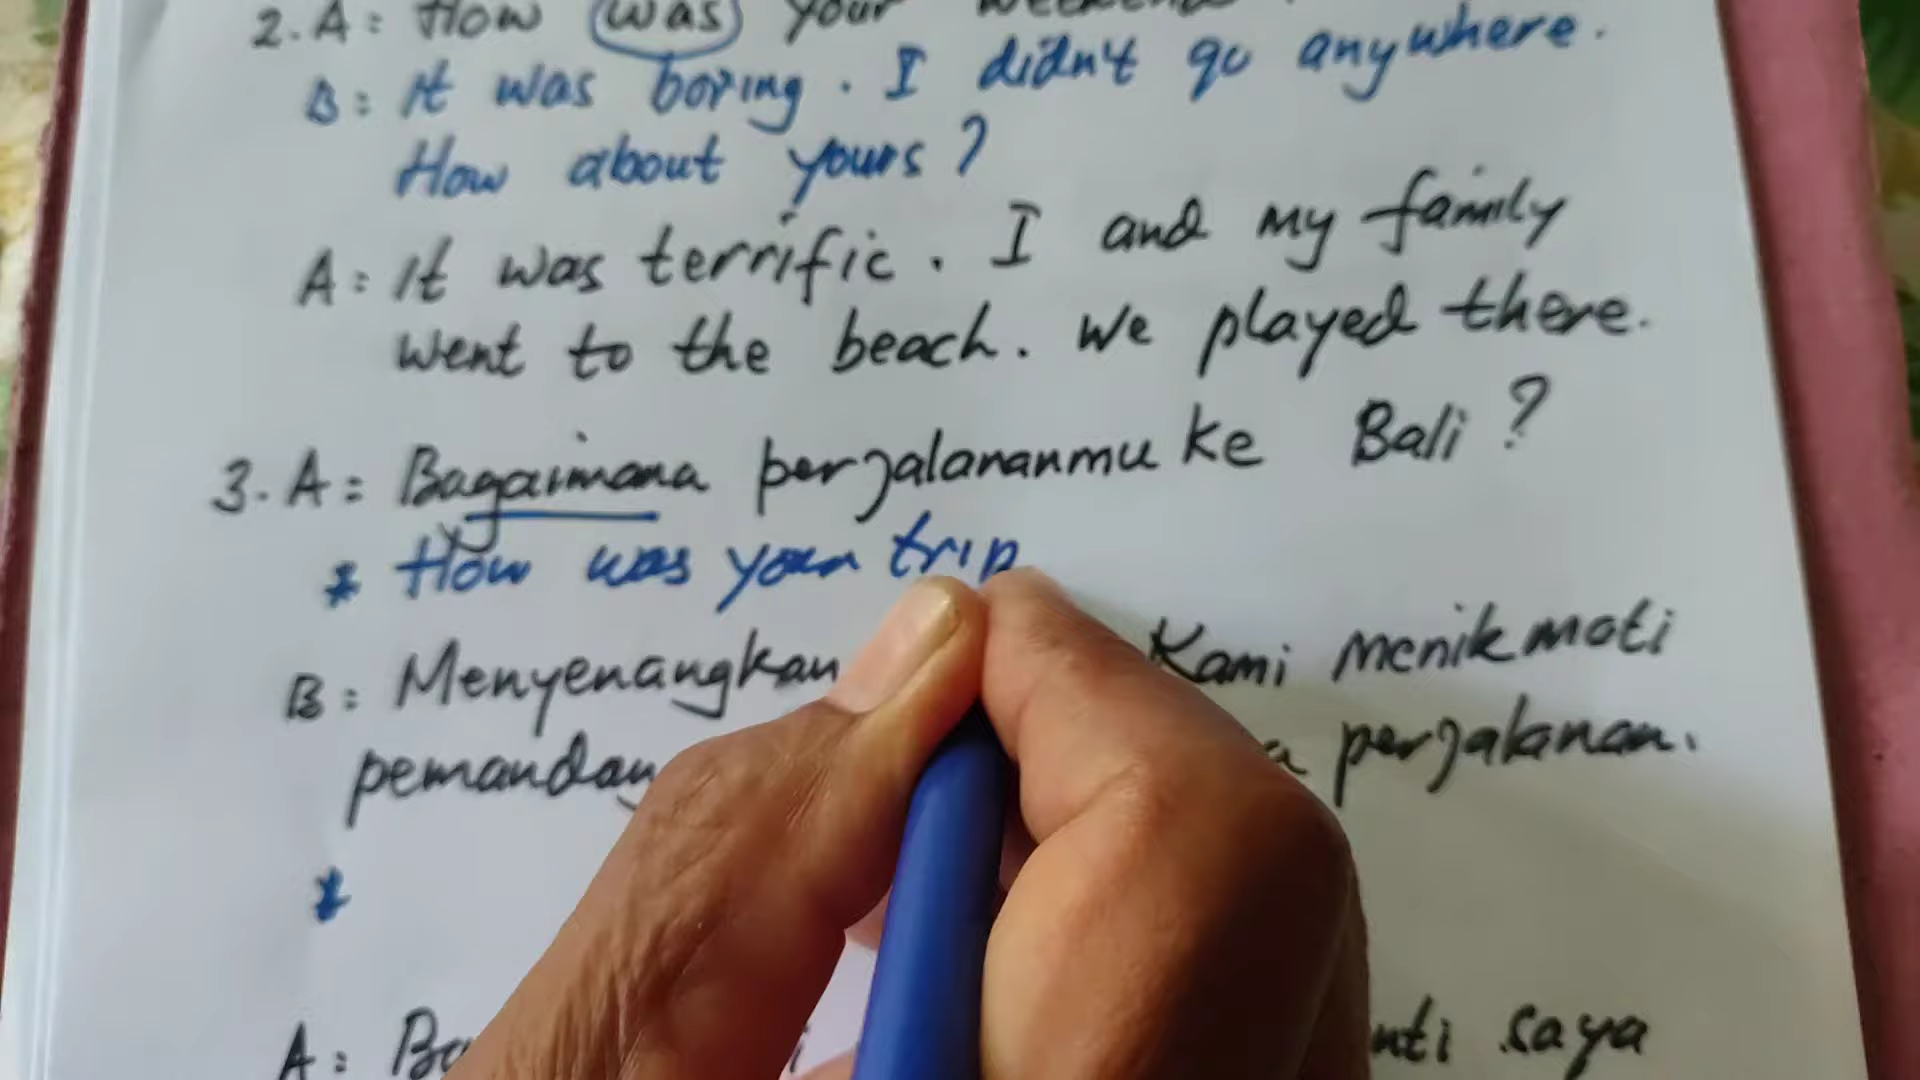 2. A: How was your weekend
B: It was boring. I didn't go anywhere.
How about yours?
A: It was terrific. I and my family
went to the beach. We played there.
3. A: Bagaimana perjalananmu ke Bali?
* How was your trip
B: Menyenangkan Kami menikmati
perjalanan.
*
A: saya